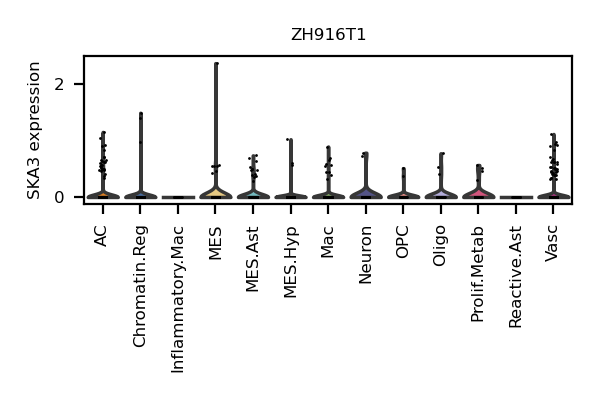 ZH916T1
SKA3 expression
2
0
AC
Chromatin.Reg
Inflammatory.Mac
MES
MES.Ast
MES.Hyp
Mac
Neuron
OPC
Oligo
Prolif.Metab
Reactive.Ast
Vasc